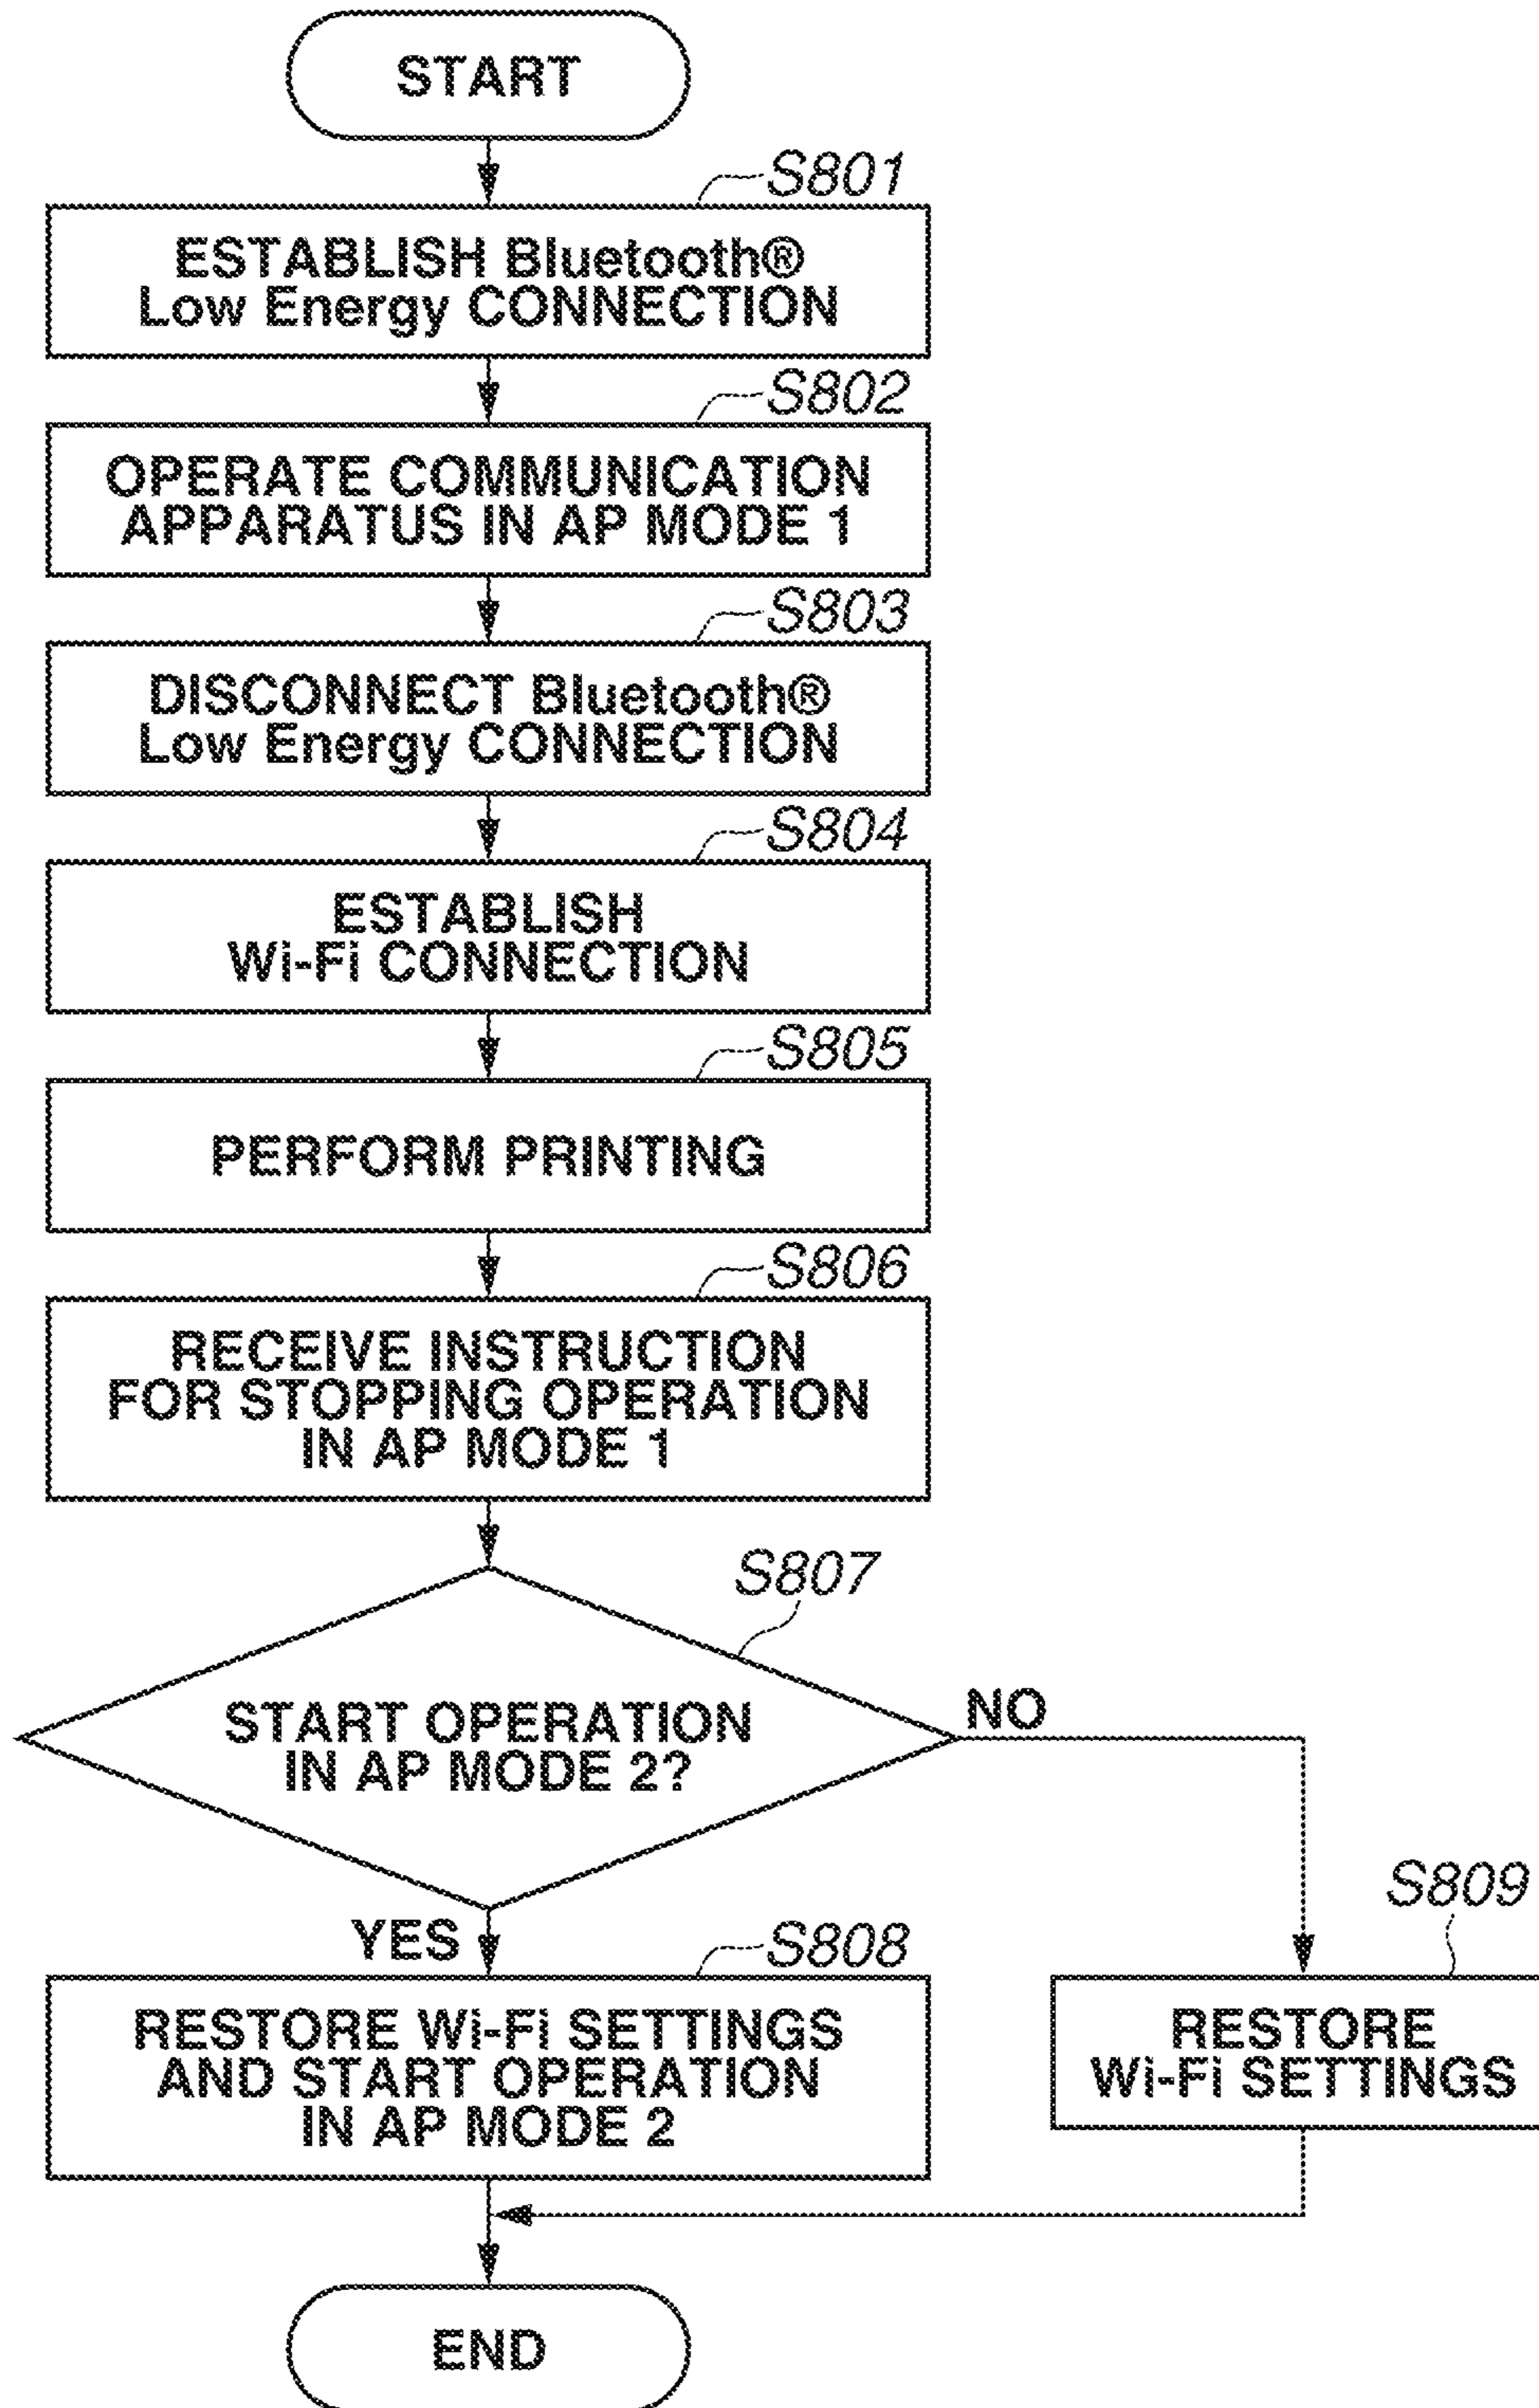 START
S801
ESTABLISH Bluetooth®
Low Energy CONNECTION
S802
OPERATE COMMUNICATION
APPARATUS IN AP MODE 1
S803
DISCONNECT Bluetooth®
Low Energy CONNECTION
S804
ESTABLISH
Wi-Fi CONNECTION
S805
PERFORM PRINTING
S806
RECEIVE INSTRUCTION
FOR STOPPING OPERATION
IN AP MODE 1
S807
START OPERATION
IN AP MODE 2?
NO
YES
S808
RESTORE Wi-Fi SETTINGS
AND START OPERATION
IN AP MODE 2
S809
RESTORE
Wi-Fi SETTINGS
END